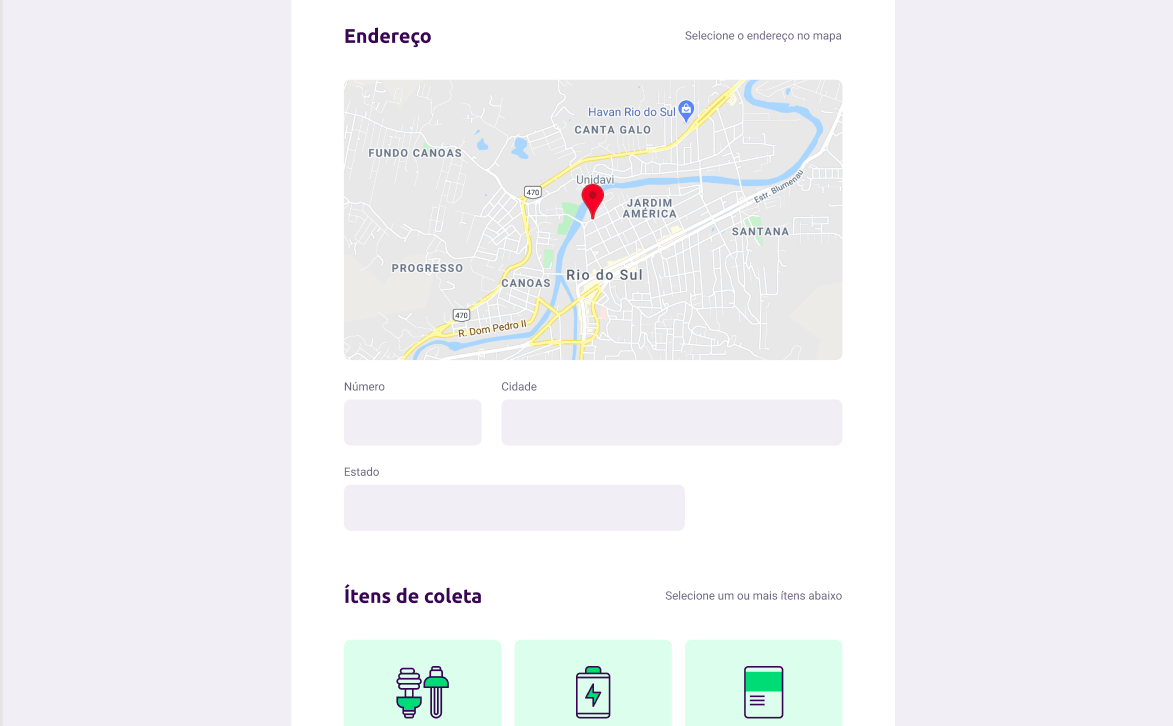 Endereço
Selecione o endereço no mapa
Havan Rio do Sul
CANTA GALO
FUNDO CANOAS
Unidavi
470
JARDIM
AMÉRICA
Estr. Blumenau
SANTANA
PROGRESSO
Rio do Sul
CANOAS
470
R. Dom Pedro II
Número
Cidade
Estado
Ítens de coleta
Selecione um ou mais ítens abaixo